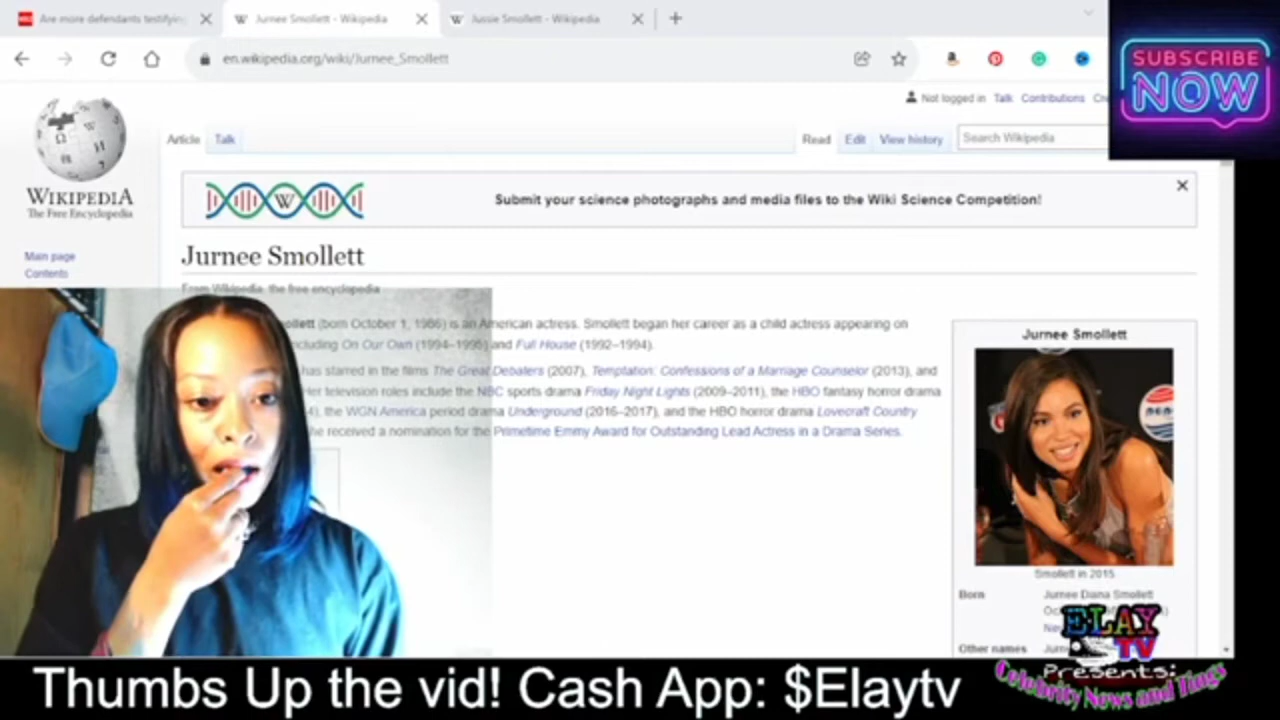 Are more defendants testifying
Jurnee Smollett - Wikipedia
Jussie Smollett - Wikipedia
en.wikipedia.org/wiki/Jurnee_Smollett
SUBSCRIBE
NOW
Not logged in Talk Contributions Cre
Article Talk
Read Edit View history
Search Wikipedia
WIKIPEDIA
The Free Encyclopedia
Submit your science photographs and media files to the Wiki Science Competition!
Jurnee Smollett
Main page
Contents
From Wikipedia, the free encyclopedia
ollett (born October 1, 1986) is an American actress. Smollett began her career as a child actress appearing on
cluding On Our Own (1994–1995) and Full House (1992–1994).
has starred in the films The Great Debaters (2007), Temptation: Confessions of a Marriage Counselor (2013), and
Her television roles include the NBC sports drama Friday Night Lights (2009–2011), the HBO fantasy horror drama
4), the WGN America period drama Underground (2016–2017), and the HBO horror drama Lovecraft Country
he received a nomination for the Primetime Emmy Award for Outstanding Lead Actress in a Drama Series.
Jurnee Smollett
Smollett in 2015
Born Jurnee Diana Smollett
Other names
ELAY
TV
Presents:
Celebrity News and Tings
Thumbs Up the vid! Cash App: $Elaytv